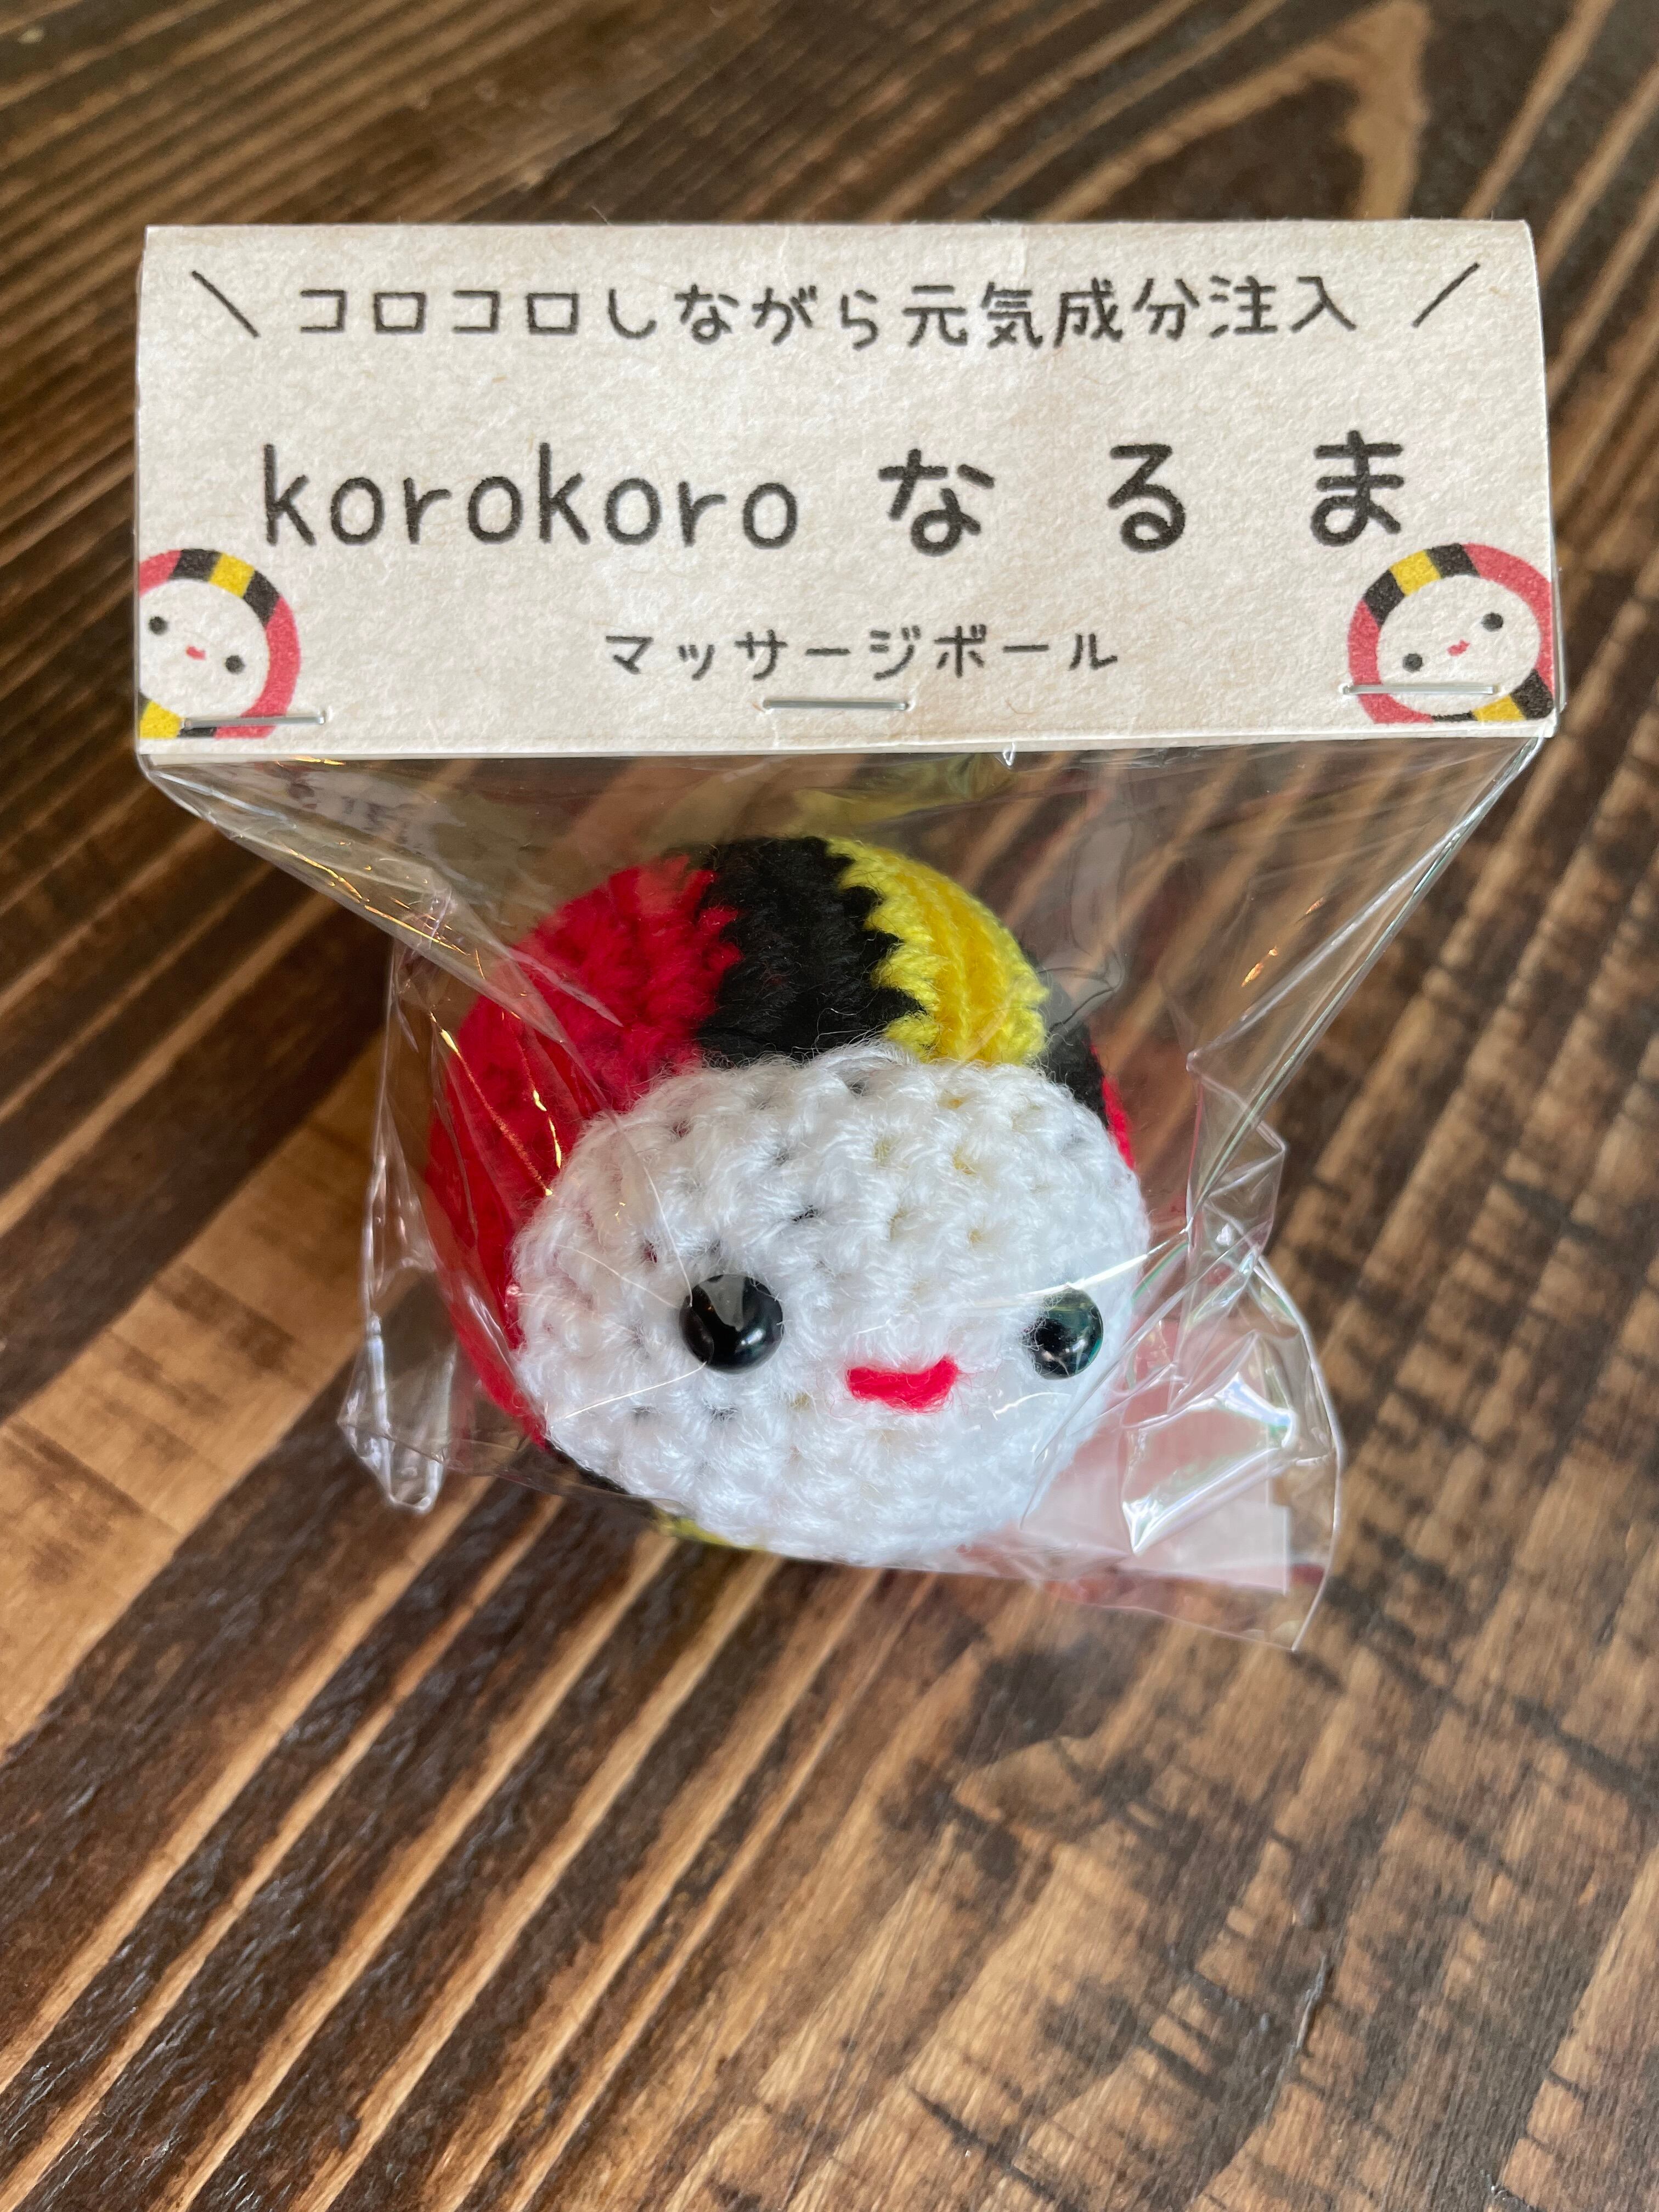 ＼ コロコロしながら元気成分注入 ／
korokoro なるま
マッサージボール